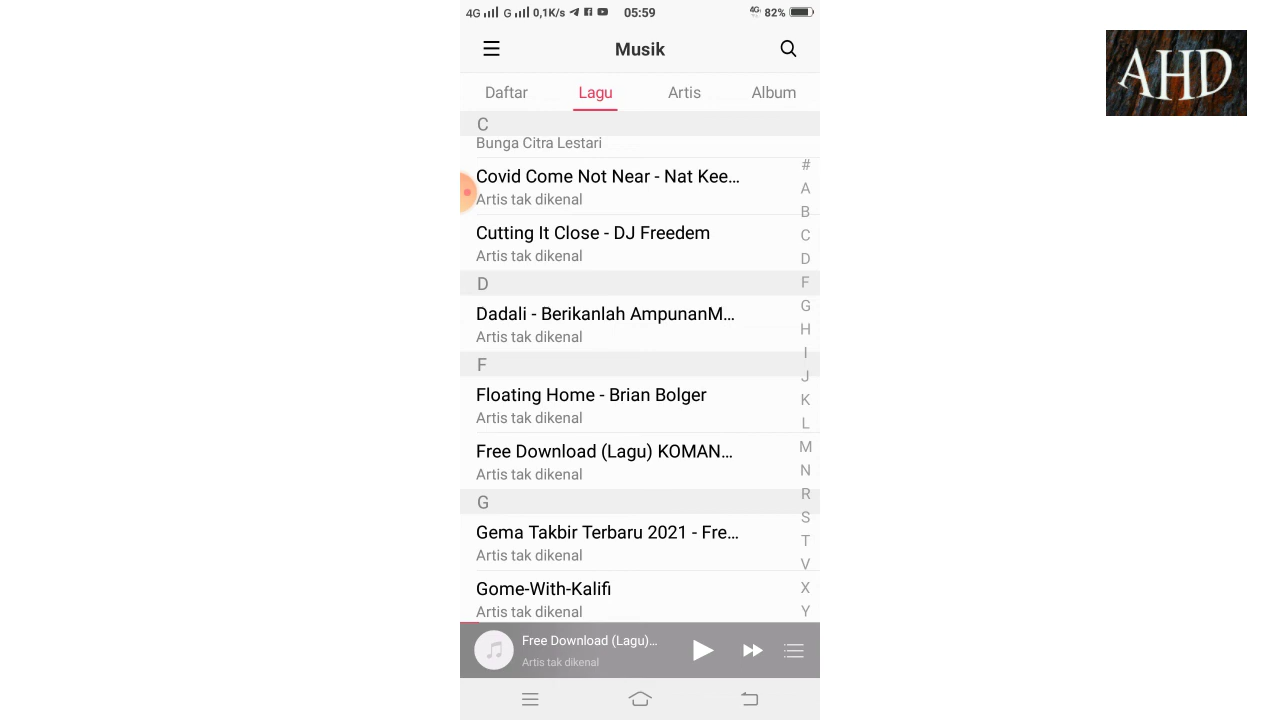 4G G 0,1K/s 05:59 4G 82%
AHD
Musik
Daftar Lagu Artis Album
C
Bunga Citra Lestari
Covid Come Not Near - Nat Kee...
Artis tak dikenal
Cutting It Close - DJ Freedem
Artis tak dikenal
D
Dadali - Berikanlah AmpunanM...
Artis tak dikenal
F
Floating Home - Brian Bolger
Artis tak dikenal
Free Download (Lagu) KOMAN...
Artis tak dikenal
G
Gema Takbir Terbaru 2021 - Fre...
Artis tak dikenal
Gome-With-Kalifi
Artis tak dikenal
#
A
B
C
D
F
G
H
I
J
K
L
M
N
R
S
T
V
X
Y
Free Download (Lagu)...
Artis tak dikenal